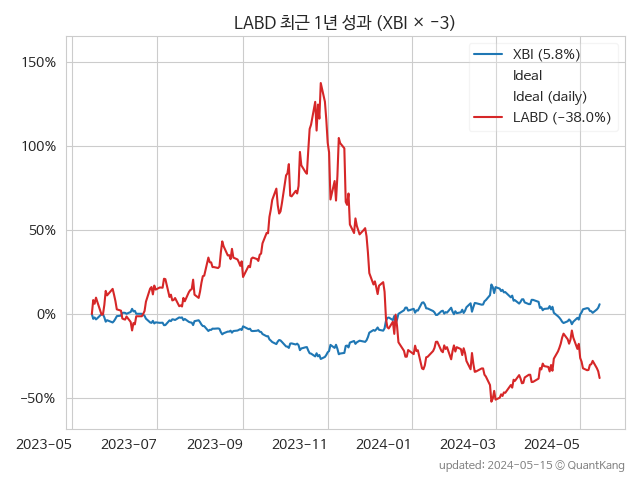 LABD 최근 1년 성과 (XBI × −3)
XBI (5.8%)
Ideal
Ideal (daily)
LABD (−38.0%)
150%
100%
50%
0%
−50%
2023-05
2023-07
2023-09
2023-11
2024-01
2024-03
2024-05
updated: 2024-05-15 © QuantKang